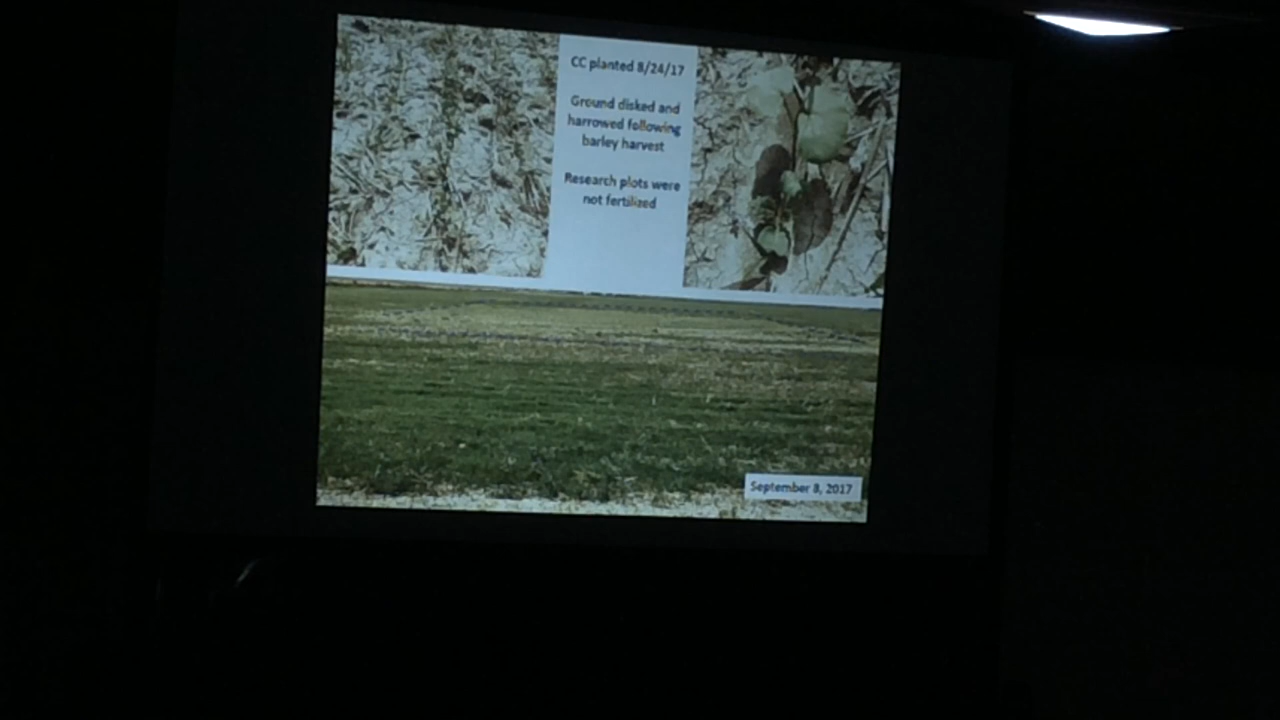 CC planted 8/24/17
Ground disked and
harrowed following
barley harvest
Research plots were
not fertilized
September 8, 2017